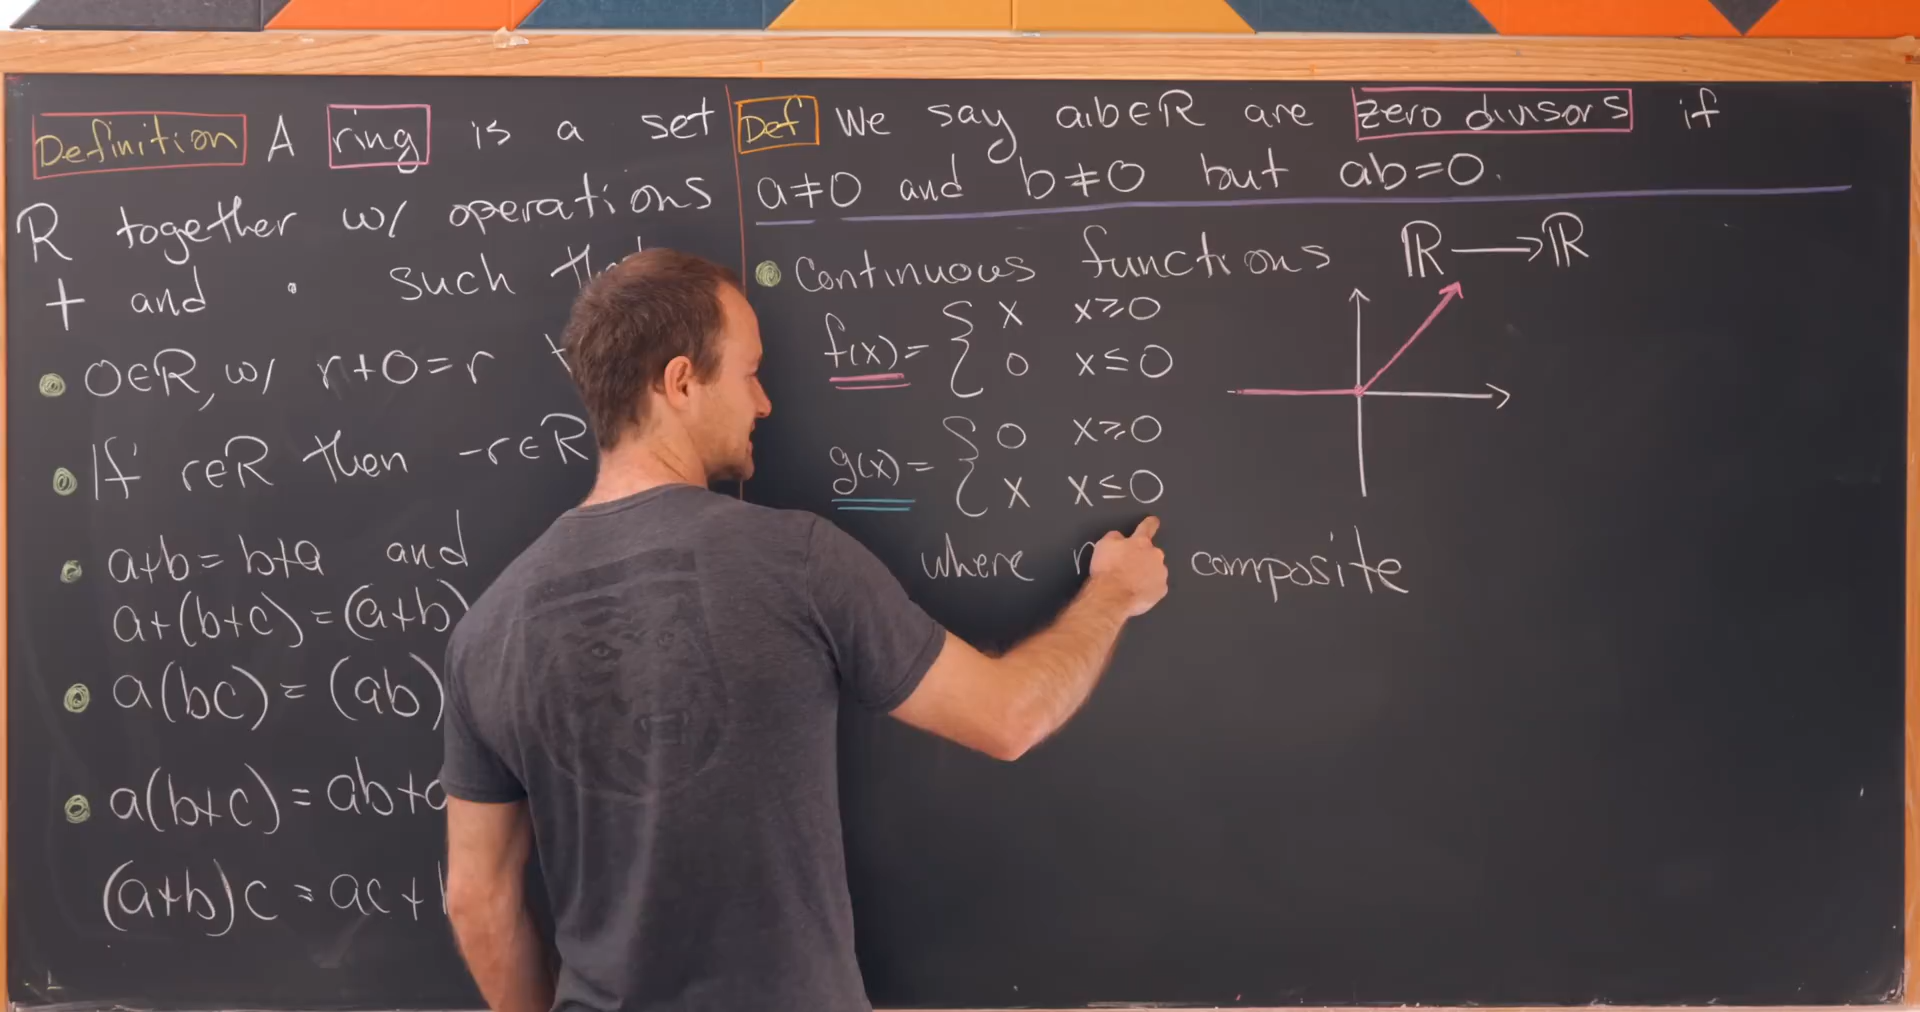 Definition A ring is a set
R together w/ operations
+ and · such
0∈R, w/ r+0=r
If r∈R then -r∈R
a+b=b+a and
a+(b+c)=(a+b)
a(bc)=(ab)
a(b+c)=ab+
(a+b)c=ac+
Def We say a,b∈R are zero divisors if
a≠0 and b≠0 but ab=0.
Continuous functions ℝ→ℝ
f(x)={ x x≥0
0 x≤0
g(x)={ 0 x≥0
x x≤0
where composite